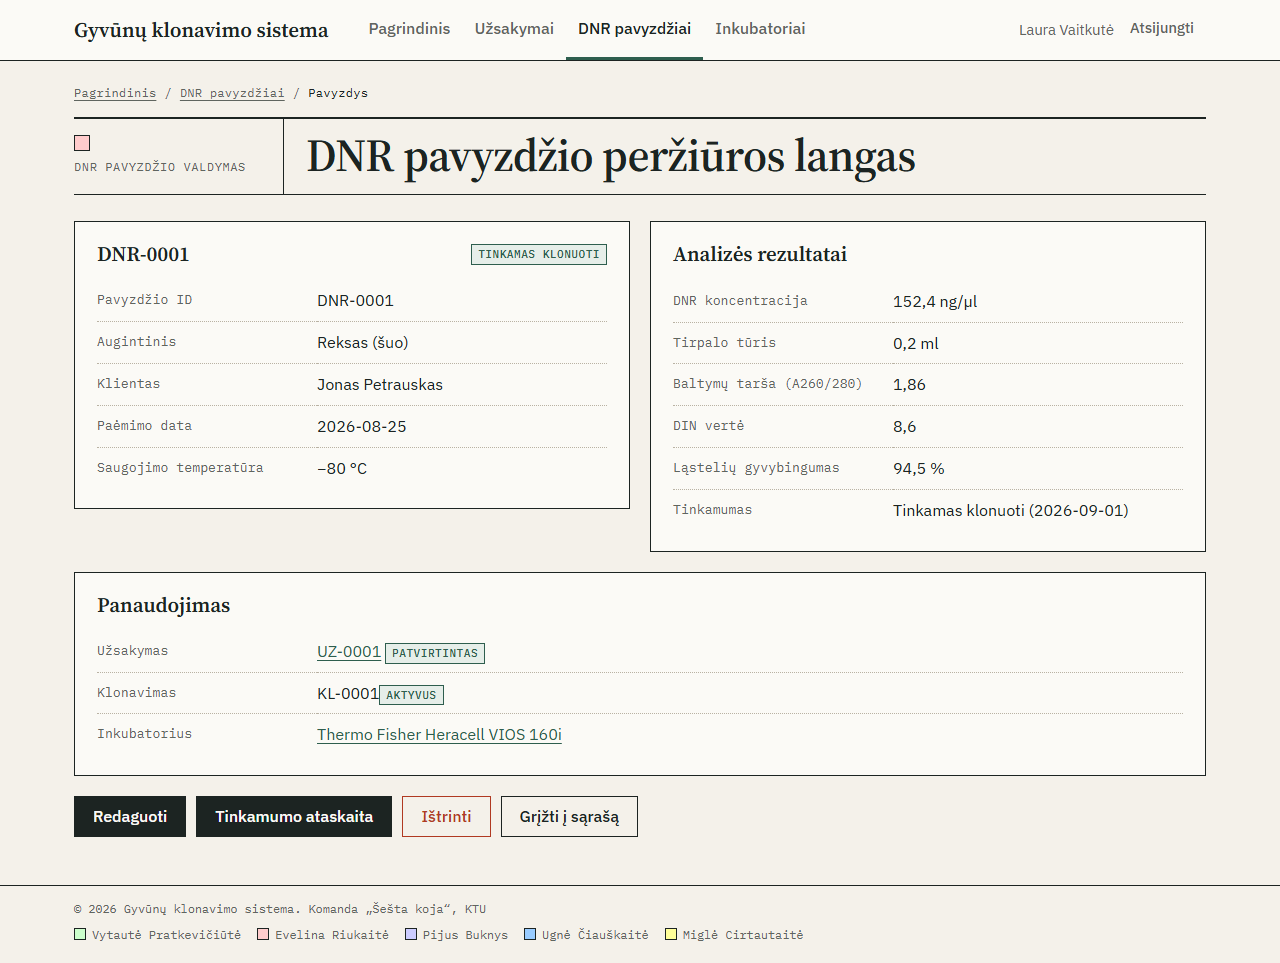 Gyvūnų klonavimo sistema
Pagrindinis
Užsakymai
DNR pavyzdžiai
Inkubatoriai
Laura Vaitkutė
Atsijungti
Pagrindinis / DNR pavyzdžiai / Pavyzdys
DNR PAVYZDŽIO VALDYMAS
DNR pavyzdžio peržiūros langas
DNR-0001
TINKAMAS KLONUOTI
Pavyzdžio ID
DNR-0001
Augintinis
Reksas (šuo)
Klientas
Jonas Petrauskas
Paėmimo data
2026-08-25
Saugojimo temperatūra
−80 °C
Analizės rezultatai
DNR koncentracija
152,4 ng/µl
Tirpalo tūris
0,2 ml
Baltymų tarša (A260/280)
1,86
DIN vertė
8,6
Ląstelių gyvybingumas
94,5 %
Tinkamumas
Tinkamas klonuoti (2026-09-01)
Panaudojimas
Užsakymas
UZ-0001 PATVIRTINTAS
Klonavimas
KL-0001 AKTYVUS
Inkubatorius
Thermo Fisher Heracell VIOS 160i
Redaguoti
Tinkamumo ataskaita
Ištrinti
Grįžti į sąrašą
© 2026 Gyvūnų klonavimo sistema. Komanda „Šešta koja“, KTU
Vytautė Pratkevičiūtė
Evelina Riukaitė
Pijus Buknys
Ugnė Čiauškaitė
Miglė Cirtautaitė